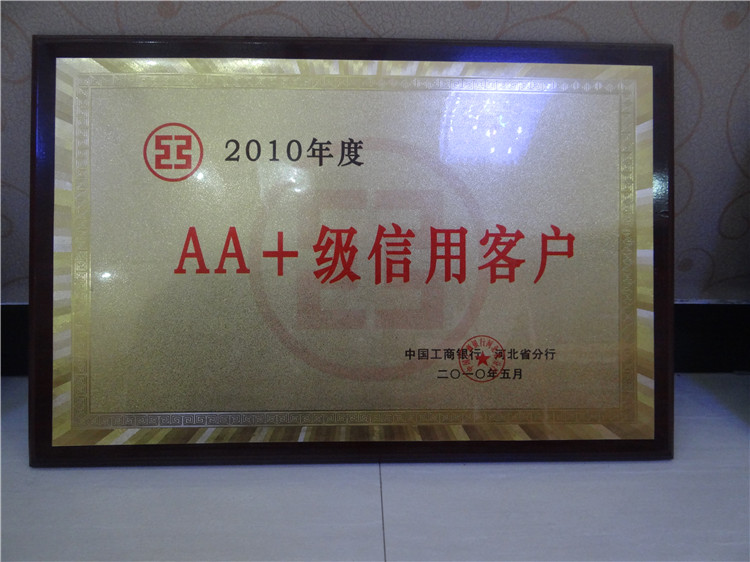 2010年度
AA+级信用客户
中国工商银行 河北省分行
二〇一〇年五月